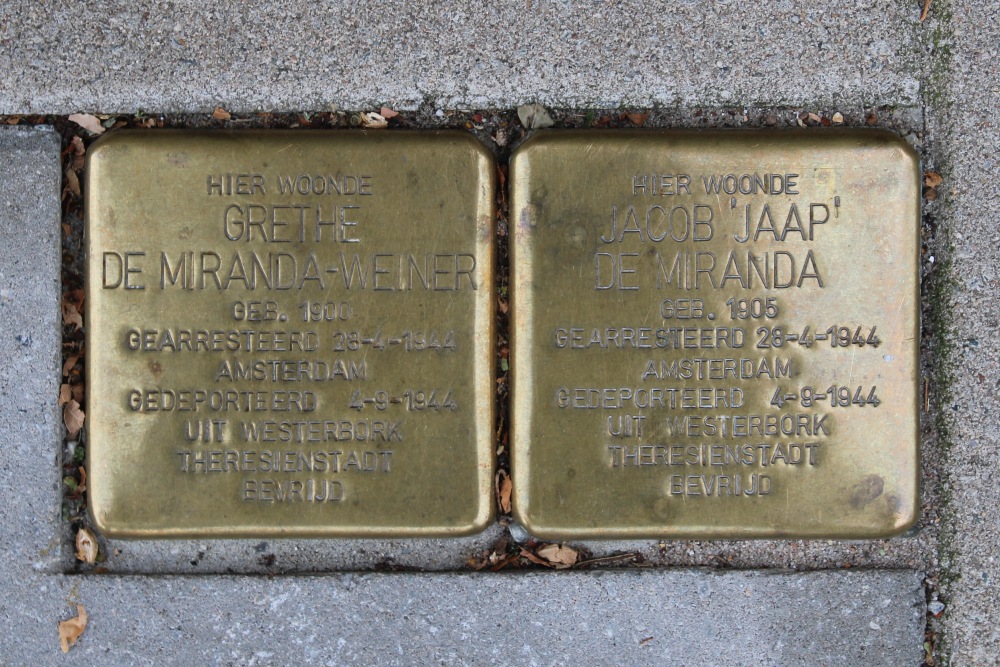 HIER WOONDE
GRETHE
DE MIRANDA-WEINER
GEB. 1900
GEARRESTEERD 28-4-1944
AMSTERDAM
GEDEPORTEERD 4-9-1944
UIT WESTERBORK
THERESIENSTADT
BEVRIJD
HIER WOONDE
JACOB 'JAAP'
DE MIRANDA
GEB. 1905
GEARRESTEERD 28-4-1944
AMSTERDAM
GEDEPORTEERD 4-9-1944
UIT WESTERBORK
THERESIENSTADT
BEVRIJD